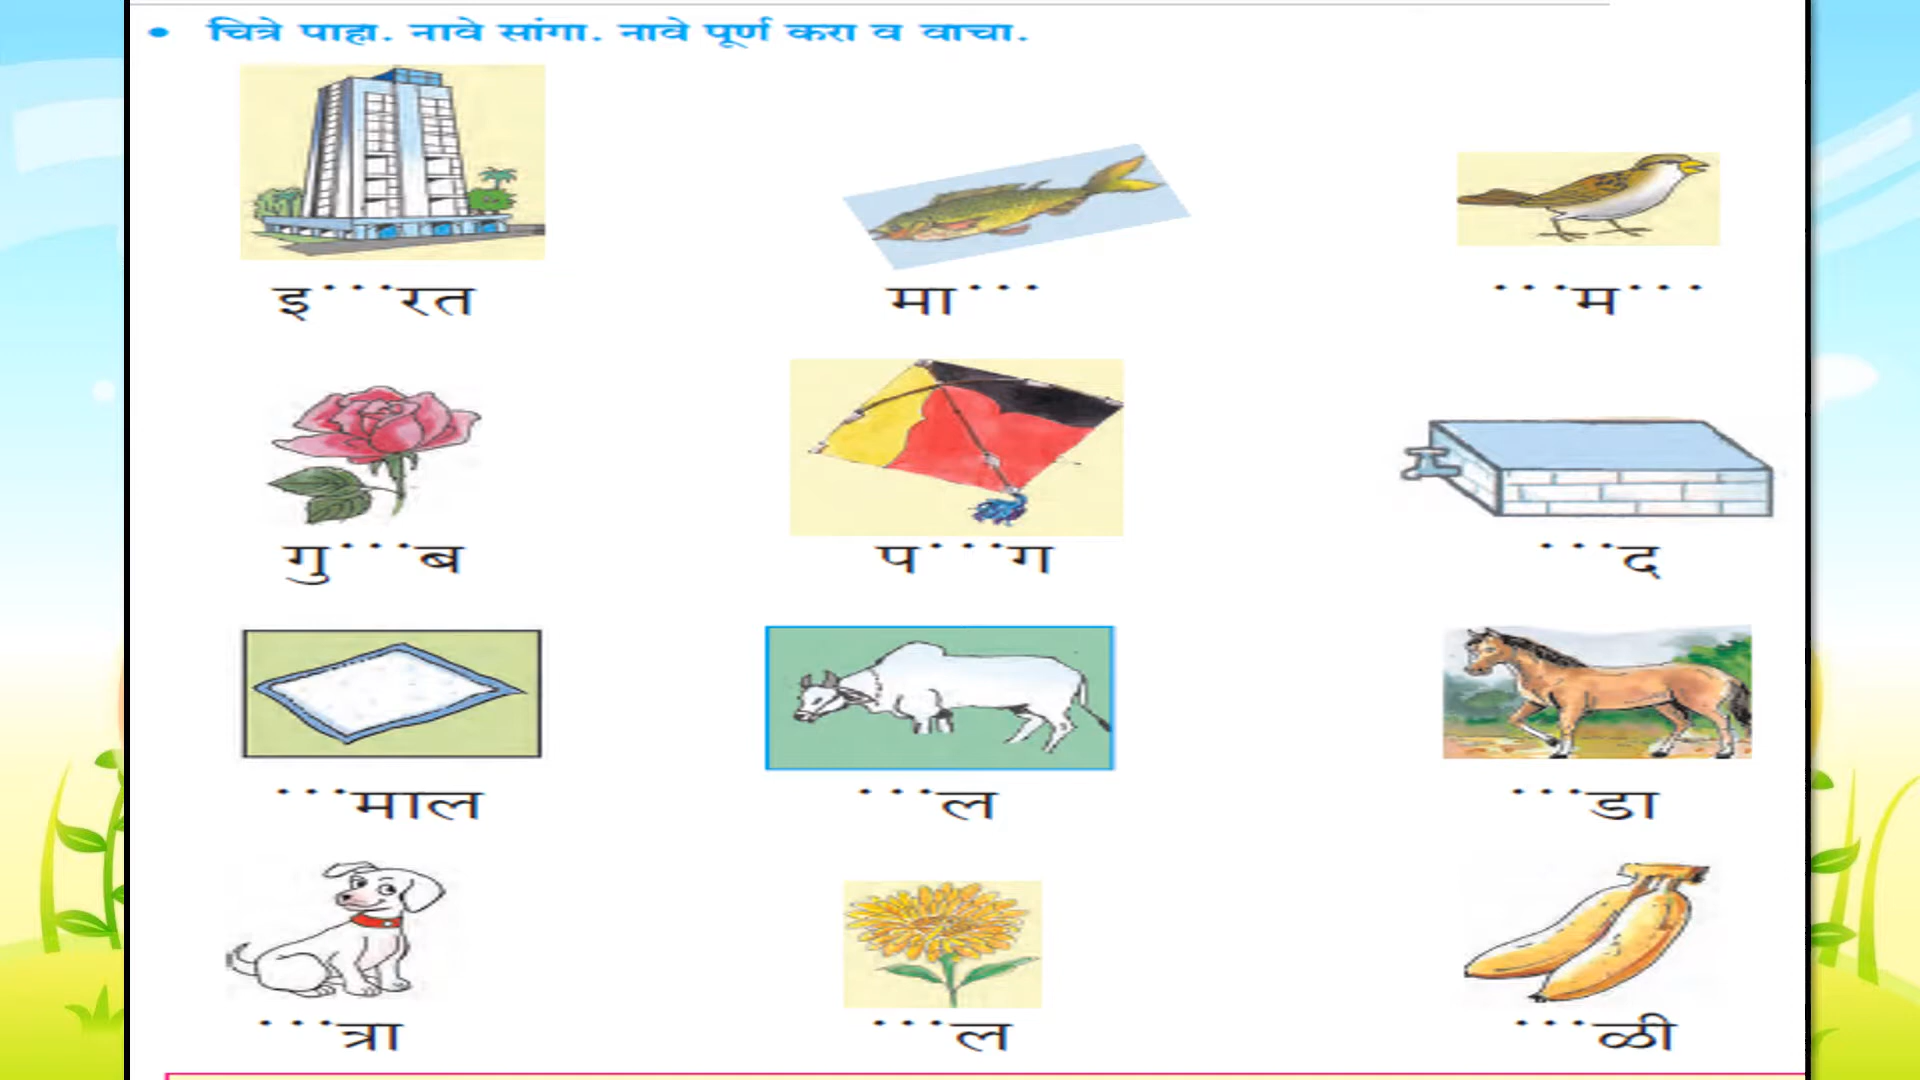 • चित्रे पाहा. नावे सांगा. नावे पूर्ण करा व वाचा.
इ...रत मा... ...म...
गु...ब प...ग ...द
...माल ...ल ...डा
...त्रा ...ल ...ळी